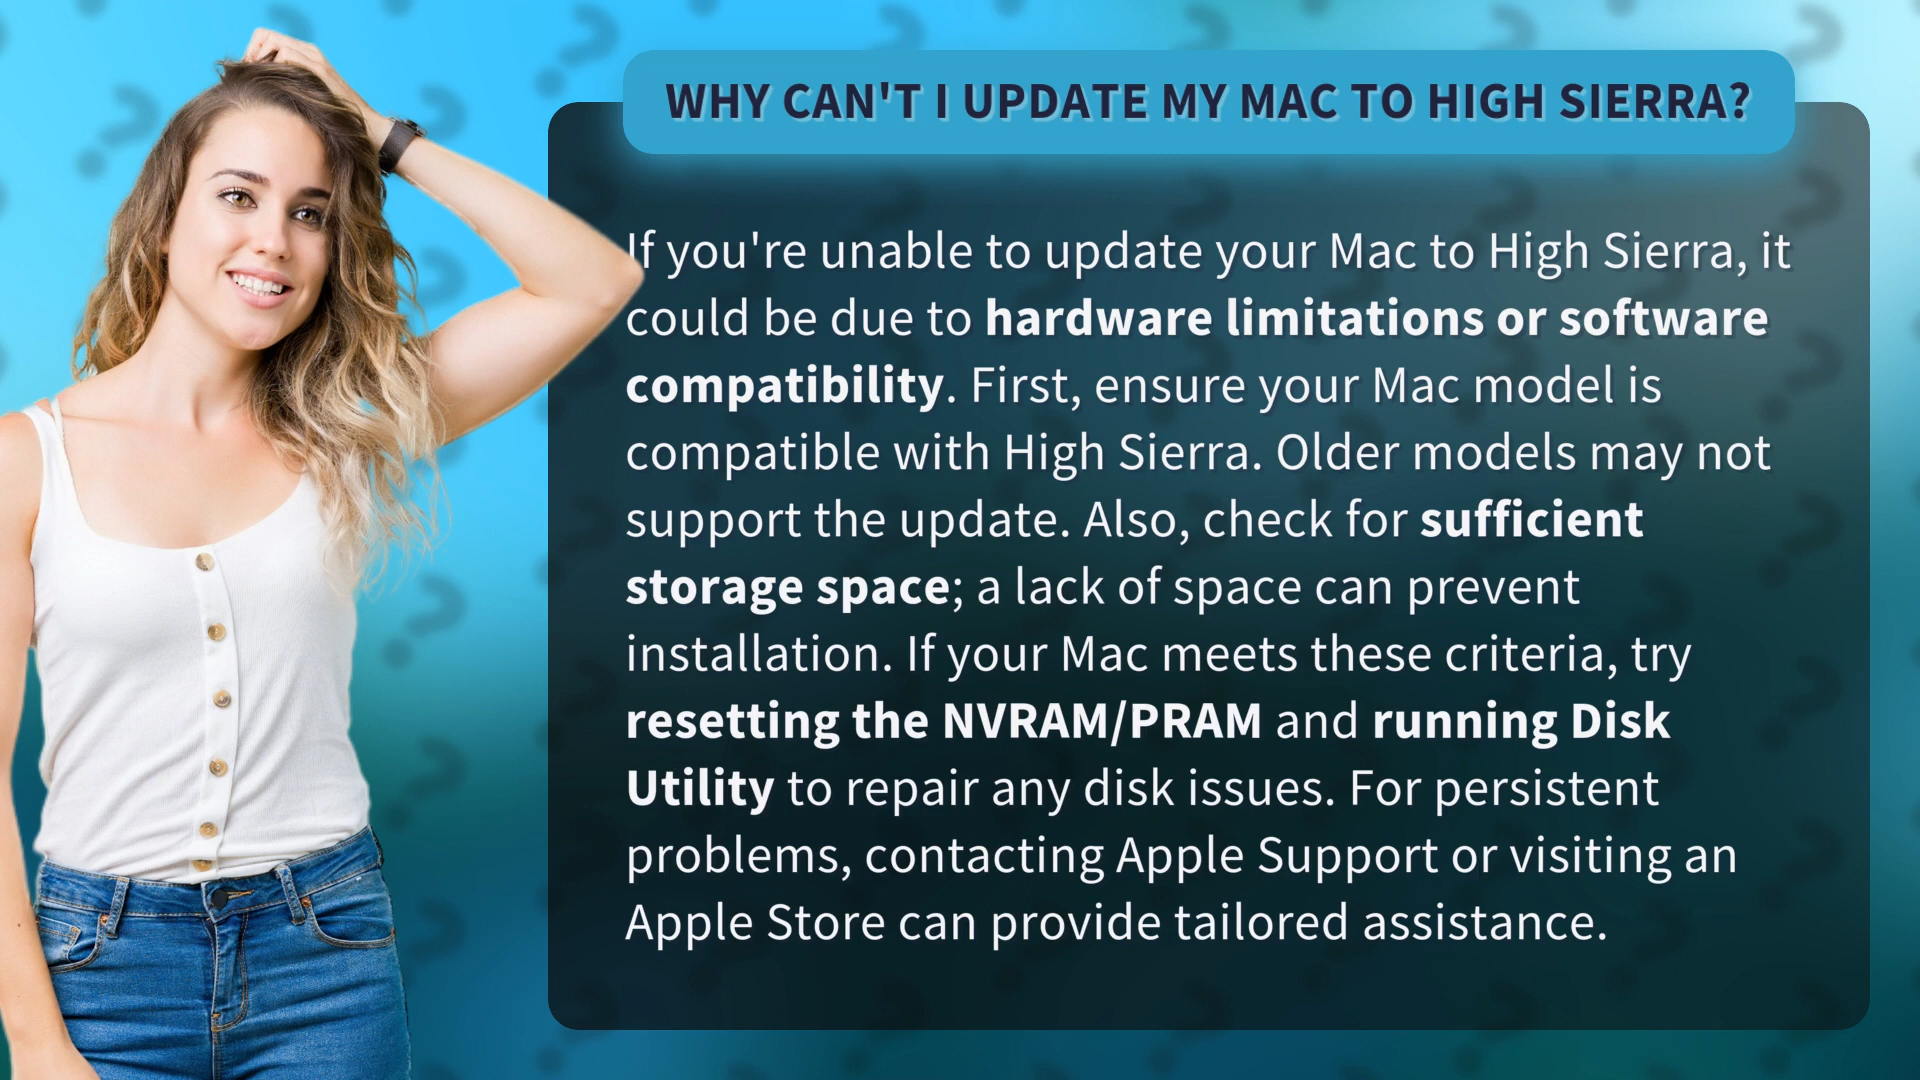 WHY CAN'T I UPDATE MY MAC TO HIGH SIERRA?
If you're unable to update your Mac to High Sierra, it
could be due to hardware limitations or software
compatibility. First, ensure your Mac model is
compatible with High Sierra. Older models may not
support the update. Also, check for sufficient
storage space; a lack of space can prevent
installation. If your Mac meets these criteria, try
resetting the NVRAM/PRAM and running Disk
Utility to repair any disk issues. For persistent
problems, contacting Apple Support or visiting an
Apple Store can provide tailored assistance.